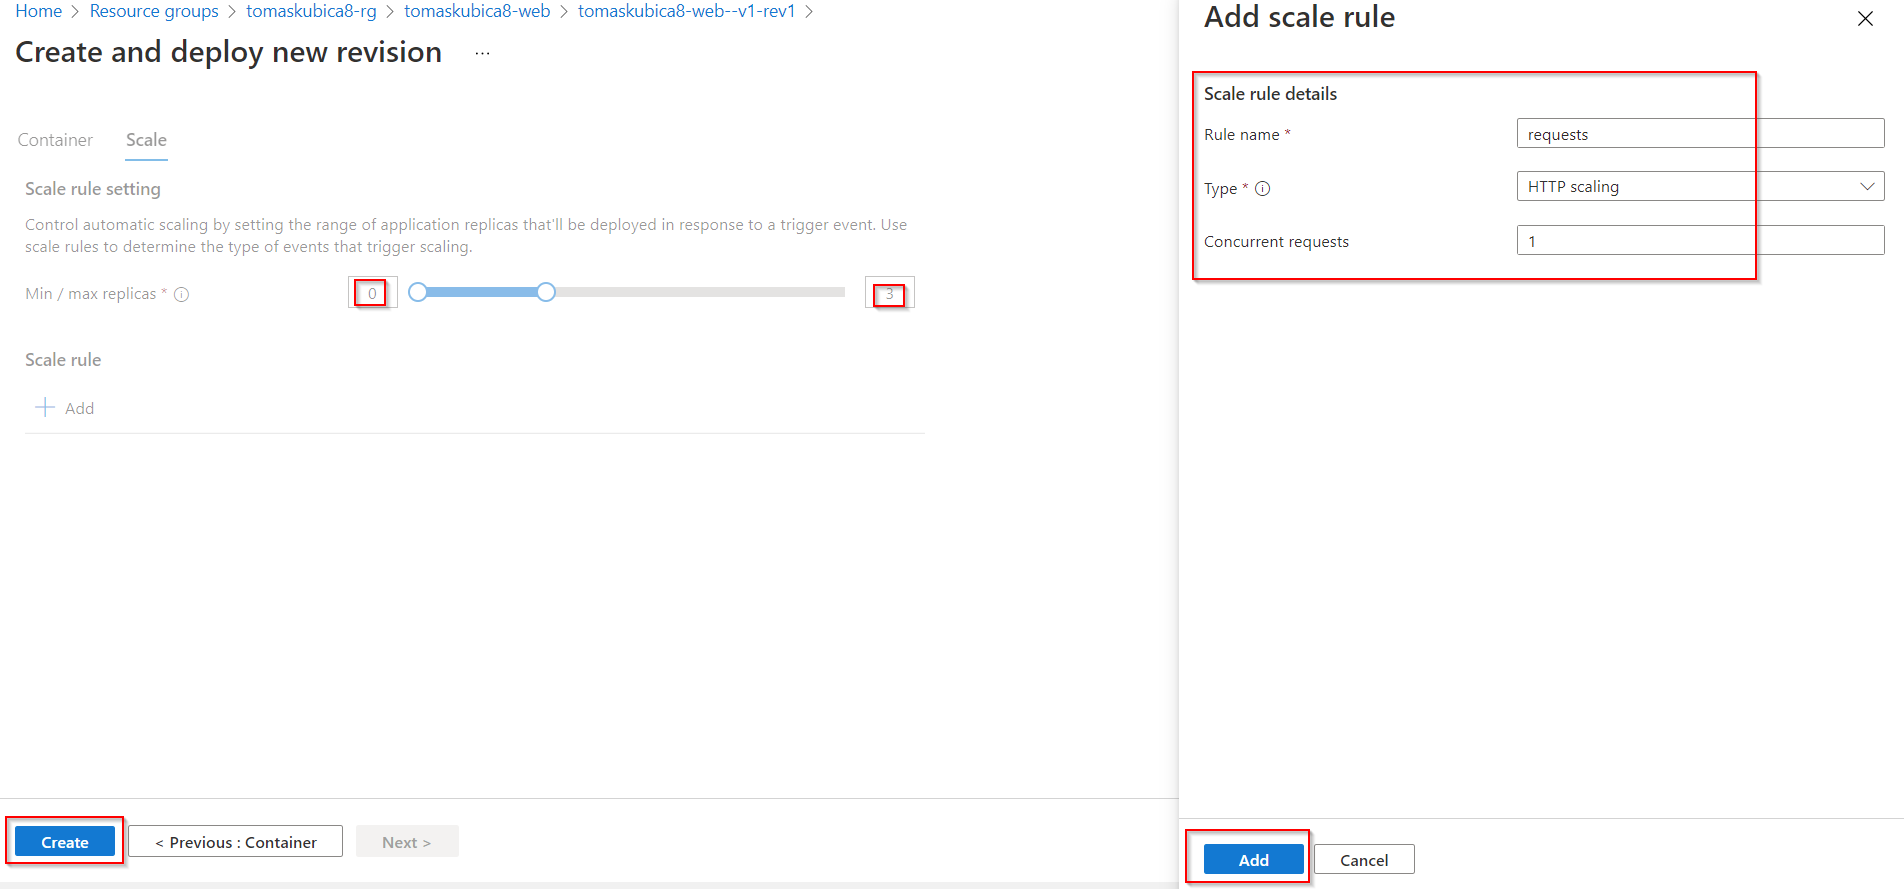 Home > Resource groups > tomaskubica8-rg > tomaskubica8-web > tomaskubica8-web--v1-rev1 >
Create and deploy new revision ...
Container Scale
Scale rule setting
Control automatic scaling by setting the range of application replicas that'll be deployed in response to a trigger event. Use
scale rules to determine the type of events that trigger scaling.
Min / max replicas * 0 3
Scale rule
+ Add
Create < Previous : Container Next >
Add scale rule
Scale rule details
Rule name * requests
Type * HTTP scaling
Concurrent requests 1
Add Cancel